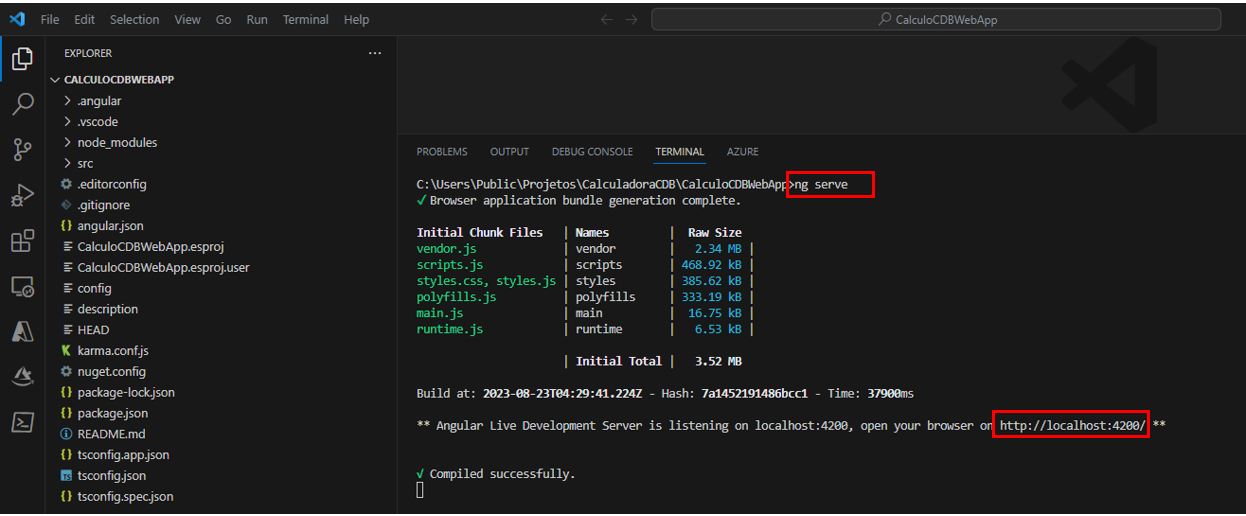 File Edit Selection View Go Run Terminal Help
CalculoCDBWebApp
EXPLORER ...
CALCULOCDBWEBAPP
.angular
.vscode
node_modules
src
.editorconfig
.gitignore
{} angular.json
CalculoCDBWebApp.esproj
CalculoCDBWebApp.esproj.user
config
description
HEAD
karma.conf.js
nuget.config
{} package-lock.json
{} package.json
README.md
{} tsconfig.app.json
TS tsconfig.json
{} tsconfig.spec.json
PROBLEMS OUTPUT DEBUG CONSOLE TERMINAL AZURE
C:\Users\Public\Projetos\CalculadoraCDB\CalculoCDBWebApp>ng serve
√ Browser application bundle generation complete.
Initial Chunk Files | Names | Raw Size
vendor.js | vendor | 2.34 MB |
scripts.js | scripts | 468.92 kB |
styles.css, styles.js | styles | 385.62 kB |
polyfills.js | polyfills | 333.19 kB |
main.js | main | 16.75 kB |
runtime.js | runtime | 6.53 kB |
| Initial Total | 3.52 MB
Build at: 2023-08-23T04:29:41.224Z - Hash: 7a1452191486bcc1 - Time: 37900ms
** Angular Live Development Server is listening on localhost:4200, open your browser on http://localhost:4200/ **
√ Compiled successfully.